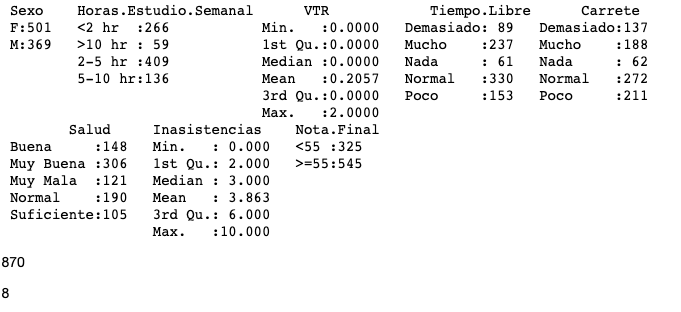 Sexo Horas.Estudio.Semanal VTR Tiempo.Libre Carrete
F:501 <2 hr :266 Min. :0.0000 Demasiado: 89 Demasiado:137
M:369 >10 hr : 59 1st Qu.:0.0000 Mucho :237 Mucho :188
2-5 hr :409 Median :0.0000 Nada : 61 Nada : 62
5-10 hr:136 Mean :0.2057 Normal :330 Normal :272
3rd Qu.:0.0000 Poco :153 Poco :211
Max. :2.0000
Salud Inasistencias Nota.Final
Buena :148 Min. : 0.000 <55 :325
Muy Buena :306 1st Qu.: 2.000 >=55:545
Muy Mala :121 Median : 3.000
Normal :190 Mean : 3.863
Suficiente:105 3rd Qu.: 6.000
Max. :10.000
870
8